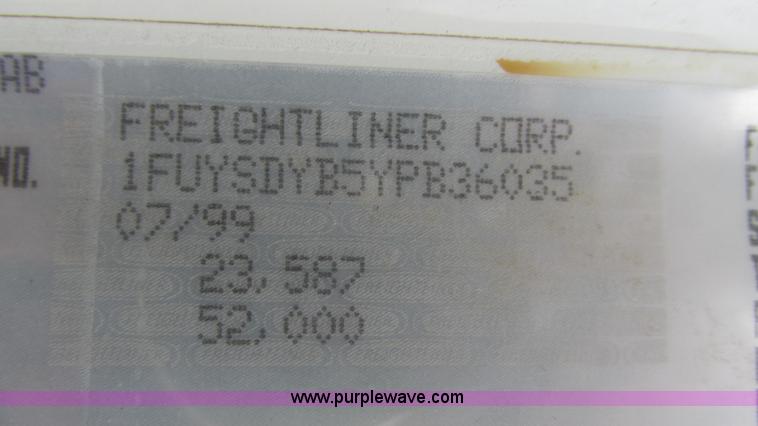 AB
FREIGHTLINER CORP.
NO.
1FUYSDYB5YPB36035
07/99
23,587
52,000
www.purplewave.com